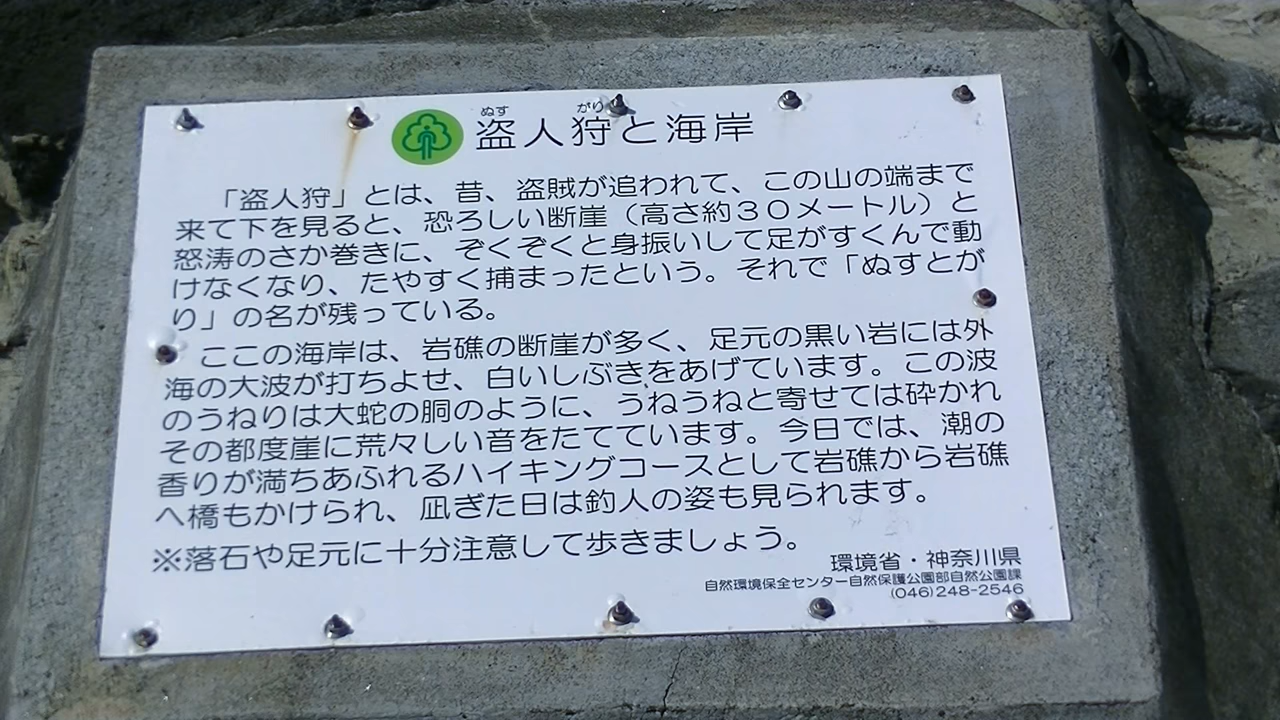 ぬす がり
盗人狩と海岸
「盗人狩」とは、昔、盗賊が追われて、この山の端まで
来て下を見ると、恐ろしい断崖（高さ約３０メートル）と
怒涛のさか巻きに、ぞくぞくと身振いして足がすくんで動
けなくなり、たやすく捕まったという。それで「ぬすとが
り」の名が残っている。
ここの海岸は、岩礁の断崖が多く、足元の黒い岩には外
海の大波が打ちよせ、白いしぶきをあげています。この波
のうねりは大蛇の胴のように、うねうねと寄せては砕かれ
その都度崖に荒々しい音をたてています。今日では、潮の
香りが満ちあふれるハイキングコースとして岩礁から岩礁
へ橋もかけられ、凪ぎた日は釣人の姿も見られます。
※落石や足元に十分注意して歩きましょう。
環境省・神奈川県
自然環境保全センター自然保護公園部自然公園課
(046)248-2546